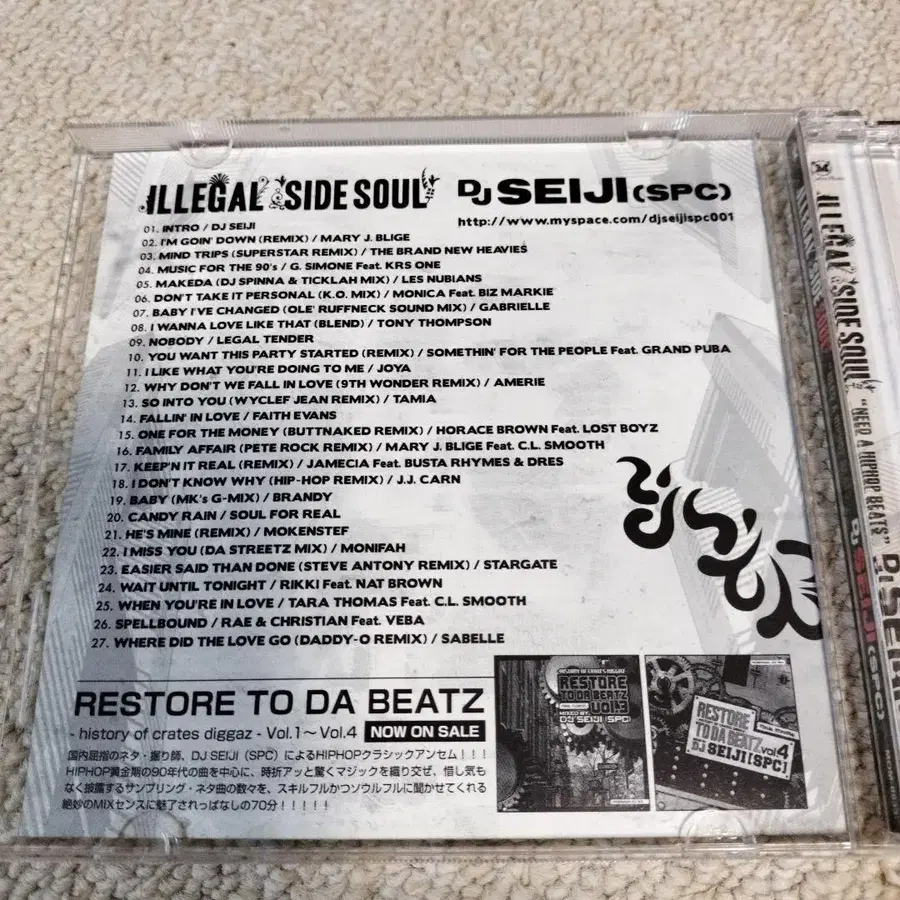 ILLEGAL SIDE SOUL
DJ SEIJI (SPC)
http://www.myspace.com/djseijispc001
01. INTRO / DJ SEIJI
02. I'M GOIN' DOWN (REMIX) / MARY J. BLIGE
03. MIND TRIPS (SUPERSTAR REMIX) / THE BRAND NEW HEAVIES
04. MUSIC FOR THE 90's / G. SIMONE Feat. KRS ONE
05. MAKEDA (DJ SPINNA & TICKLAH MIX) / LES NUBIANS
06. DON'T TAKE IT PERSONAL (K.O. MIX) / MONICA Feat. BIZ MARKIE
07. BABY I'VE CHANGED (OLE' RUFFNECK SOUND MIX) / GABRIELLE
08. I WANNA LOVE LIKE THAT (BLEND) / TONY THOMPSON
09. NOBODY / LEGAL TENDER
10. YOU WANT THIS PARTY STARTED (REMIX) / SOMETHIN' FOR THE PEOPLE Feat. GRAND PUBA
11. I LIKE WHAT YOU'RE DOING TO ME / JOYA
12. WHY DON'T WE FALL IN LOVE (9TH WONDER REMIX) / AMERIE
13. SO INTO YOU (WYCLEF JEAN REMIX) / TAMIA
14. FALLIN' IN LOVE / FAITH EVANS
15. ONE FOR THE MONEY (BUTTNAKED REMIX) / HORACE BROWN Feat. LOST BOYZ
16. FAMILY AFFAIR (PETE ROCK REMIX) / MARY J. BLIGE Feat. C.L. SMOOTH
17. KEEP'N IT REAL (REMIX) / JAMECIA Feat. BUSTA RHYMES & DRES
18. I DON'T KNOW WHY (HIP-HOP REMIX) / J.J. CARN
19. BABY (MK's G-MIX) / BRANDY
20. CANDY RAIN / SOUL FOR REAL
21. HE'S MINE (REMIX) / MOKENSTEF
22. I MISS YOU (DA STREETZ MIX) / MONIFAH
23. EASIER SAID THAN DONE (STEVE ANTONY REMIX) / STARGATE
24. WAIT UNTIL TONIGHT / RIKKI Feat. NAT BROWN
25. WHEN YOU'RE IN LOVE / TARA THOMAS Feat. C.L. SMOOTH
26. SPELLBOUND / RAE & CHRISTIAN Feat. VEBA
27. WHERE DID THE LOVE GO (DADDY-O REMIX) / SABELLE
RESTORE TO DA BEATZ
- history of crates diggaz - Vol.1～Vol.4 NOW ON SALE
国内屈指のネタ・掘り師、DJ SEIJI（SPC）によるHIPHOPクラシックアンセム！！！
HIPHOP黄金期の90年代の曲を中心に、時折アッと驚くマジックを織り交ぜ、惜し気も
なく披露するサンプリング・ネタ曲の数々を、スキルフルかつソウルフルに聞かせてくれる
絶妙のMIXセンスに魅了されっぱなしの70分！！！！！
HISTORY OF CRATES DIGGAZ
RESTORE
TO DA BEATZ
VOL.3
MIXED BY
DJ SEIJI (SPC)
RESTORE
TO DA BEATZ VOL.4
DJ SEIJI (SPC)
ILLEGAL SIDE SOUL
"NEED A HIPHOP BEATS"
DJ SEIJI